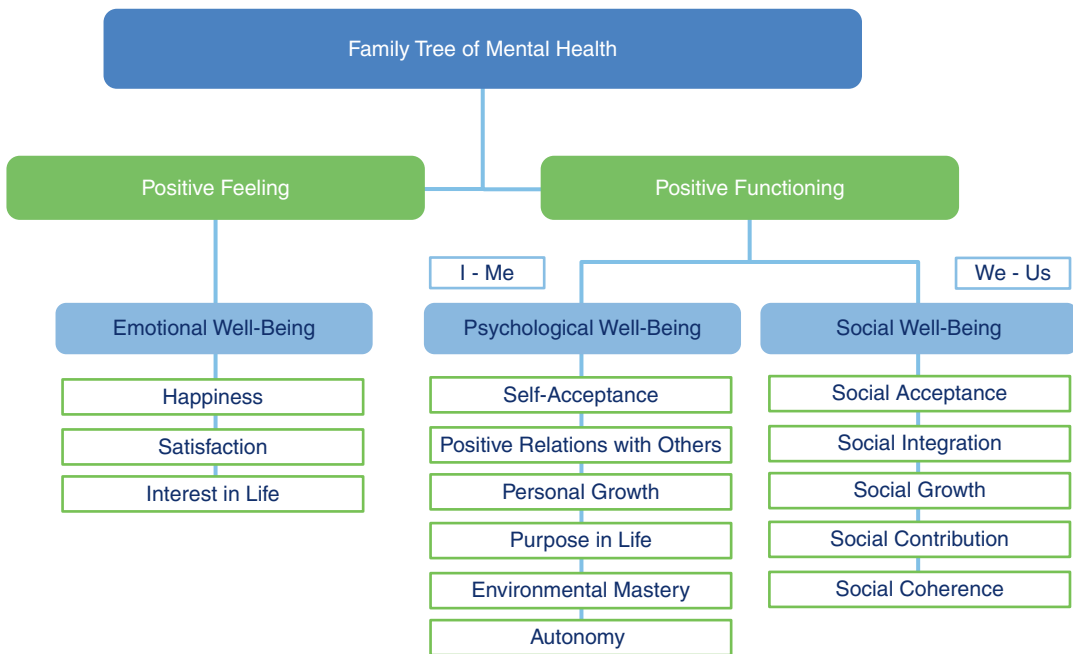 Family Tree of Mental Health
Positive Feeling
Positive Functioning
I - Me
We - Us
Emotional Well-Being
Happiness
Satisfaction
Interest in Life
Psychological Well-Being
Self-Acceptance
Positive Relations with Others
Personal Growth
Purpose in Life
Environmental Mastery
Autonomy
Social Well-Being
Social Acceptance
Social Integration
Social Growth
Social Contribution
Social Coherence